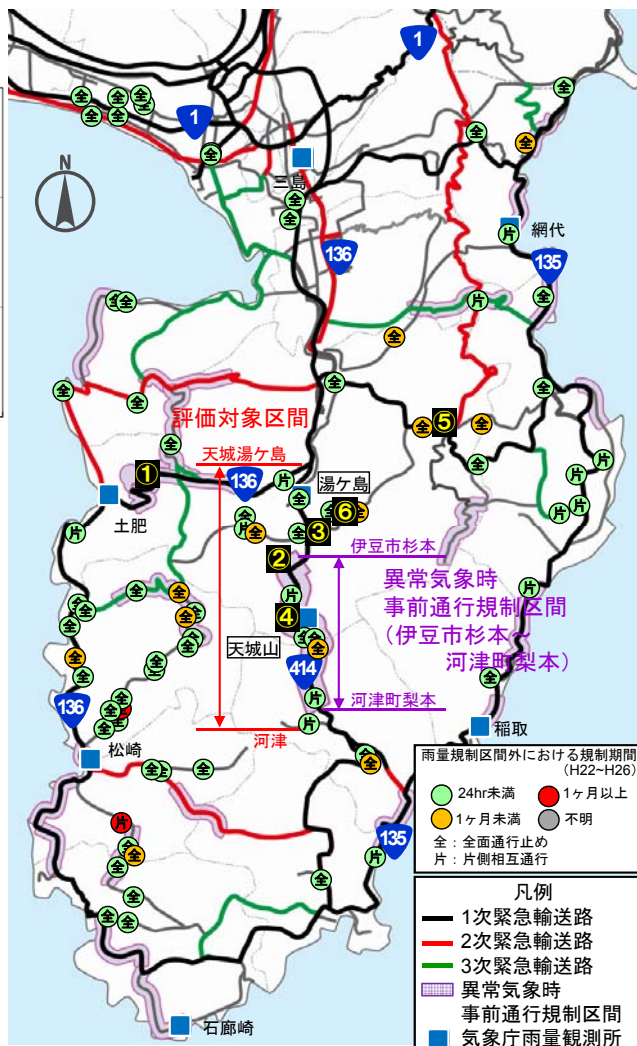 1
1
N
三島
136
網代
135
評価対象区間
天城湯ケ島
⑤
①
136
湯ケ島
⑥
土肥
③
②
伊豆市杉本
異常気象時
事前通行規制区間
(伊豆市杉本~
河津町梨本)
④
天城山
414
河津町梨本
136
河津
稲取
松崎
135
石廊崎
雨量規制区間外における規制期間
(H22~H26)
24hr未満
1ヶ月以上
1ヶ月未満
不明
全:全面通行止め
片:片側相互通行
凡例
1次緊急輸送路
2次緊急輸送路
3次緊急輸送路
異常気象時
事前通行規制区間
気象庁雨量観測所